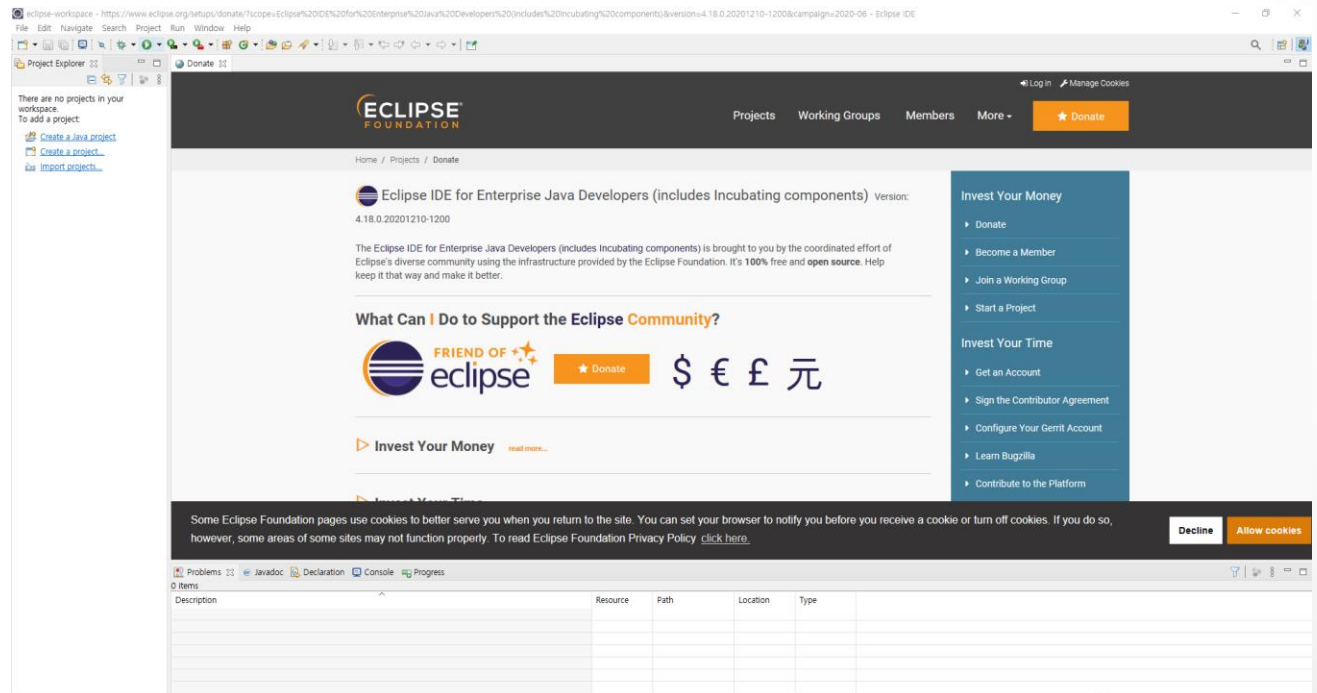 eclipse-workspace - https://www.eclipse.org/setups/donate/?scope=Eclipse%20IDE%20for%20Enterprise%20Java%20Developers%20(includes%20Incubating%20components)&version=4.18.0.20201210-1200&campaign=2020-06 - Eclipse IDE
File Edit Navigate Search Project Run Window Help
Project Explorer
Donate
There are no projects in your
workspace.
To add a project:
Create a Java project
Create a project...
Import projects...
Log in Manage Cookies
ECLIPSE
FOUNDATION
Projects Working Groups Members More Donate
Home / Projects / Donate
Eclipse IDE for Enterprise Java Developers (includes Incubating components) Version:
4.18.0.20201210-1200
The Eclipse IDE for Enterprise Java Developers (includes Incubating components) is brought to you by the coordinated effort of
Eclipse's diverse community using the infrastructure provided by the Eclipse Foundation. It's 100% free and open source. Help
keep it that way and make it better.
What Can I Do to Support the Eclipse Community?
FRIEND OF
eclipse
Donate
$ € £ 元
Invest Your Money read more...
Invest Your Time
Invest Your Money
Donate
Become a Member
Join a Working Group
Start a Project
Invest Your Time
Get an Account
Sign the Contributor Agreement
Configure Your Gerrit Account
Learn Bugzilla
Contribute to the Platform
Some Eclipse Foundation pages use cookies to better serve you when you return to the site. You can set your browser to notify you before you receive a cookie or turn off cookies. If you do so,
however, some areas of some sites may not function properly. To read Eclipse Foundation Privacy Policy click here.
Decline Allow cookies
Problems Javadoc Declaration Console Progress
0 items
Description Resource Path Location Type